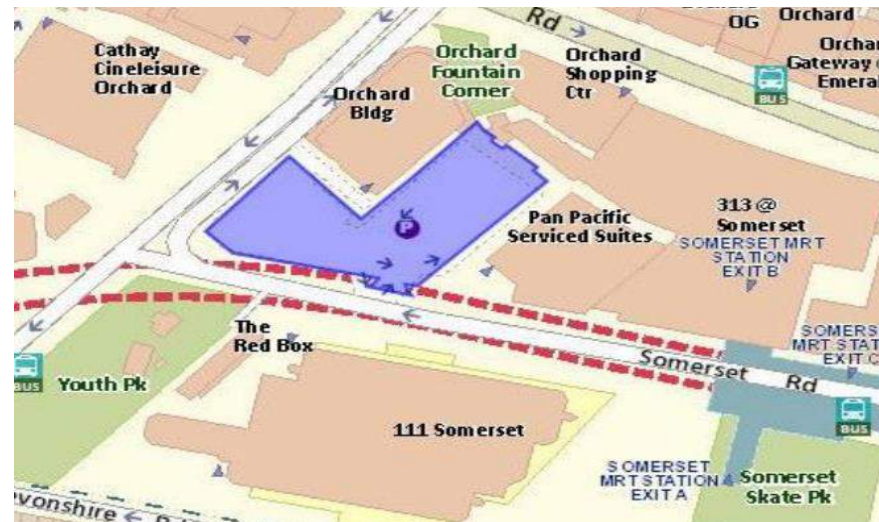 OG
Orchard
Rd
Cathay
Cineleisure
Orchard
Orchard
Fountain
Corner
Orchard
Shopping
Ctr
Gateway
Emeral
BUS
Orchard
Bldg
P
313 @
Somerset
SOMERSET MRT
STATION
EXIT B
Pan Pacific
Serviced Suites
The
Red Box
SOMERS
MRT STAT
EXIT C
Somerset Rd
BUS
Youth Pk
BUS
111 Somerset
SOMERSET
MRT STATION
EXIT A
Somerset
Skate Pk
vonshire